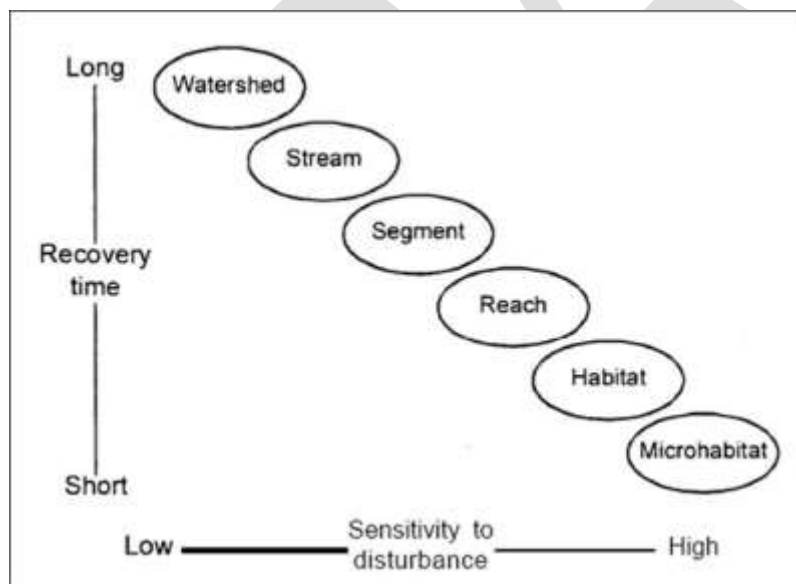 Long
Watershed
Stream
Segment
Recovery
time
Reach
Habitat
Microhabitat
Short
Low
Sensitivity to
disturbance
High